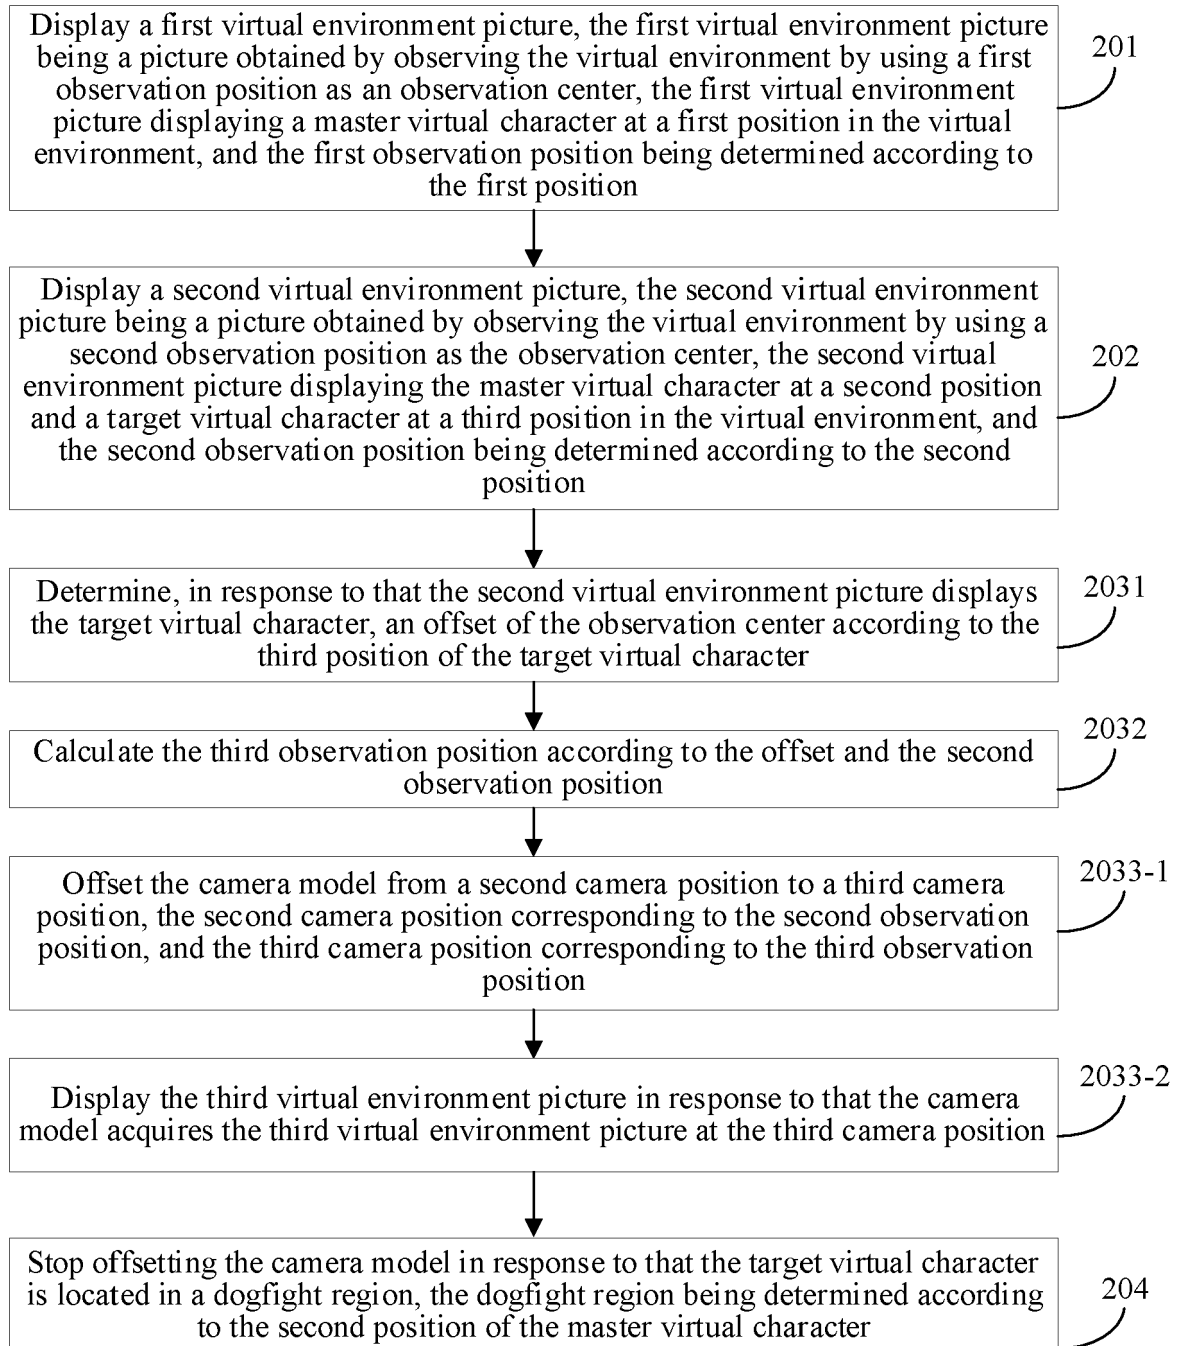 Display a first virtual environment picture, the first virtual environment picture
being a picture obtained by observing the virtual environment by using a first
observation position as an observation center, the first virtual environment
picture displaying a master virtual character at a first position in the virtual
environment, and the first observation position being determined according to
the first position
201
Display a second virtual environment picture, the second virtual environment
picture being a picture obtained by observing the virtual environment by using a
second observation position as the observation center, the second virtual
environment picture displaying the master virtual character at a second position
and a target virtual character at a third position in the virtual environment, and
the second observation position being determined according to the second
position
202
Determine, in response to that the second virtual environment picture displays
the target virtual character, an offset of the observation center according to the
third position of the target virtual character
2031
Calculate the third observation position according to the offset and the second
observation position
2032
Offset the camera model from a second camera position to a third camera
position, the second camera position corresponding to the second observation
position, and the third camera position corresponding to the third observation
position
2033-1
Display the third virtual environment picture in response to that the camera
model acquires the third virtual environment picture at the third camera position
2033-2
Stop offsetting the camera model in response to that the target virtual character
is located in a dogfight region, the dogfight region being determined according
to the second position of the master virtual character
204